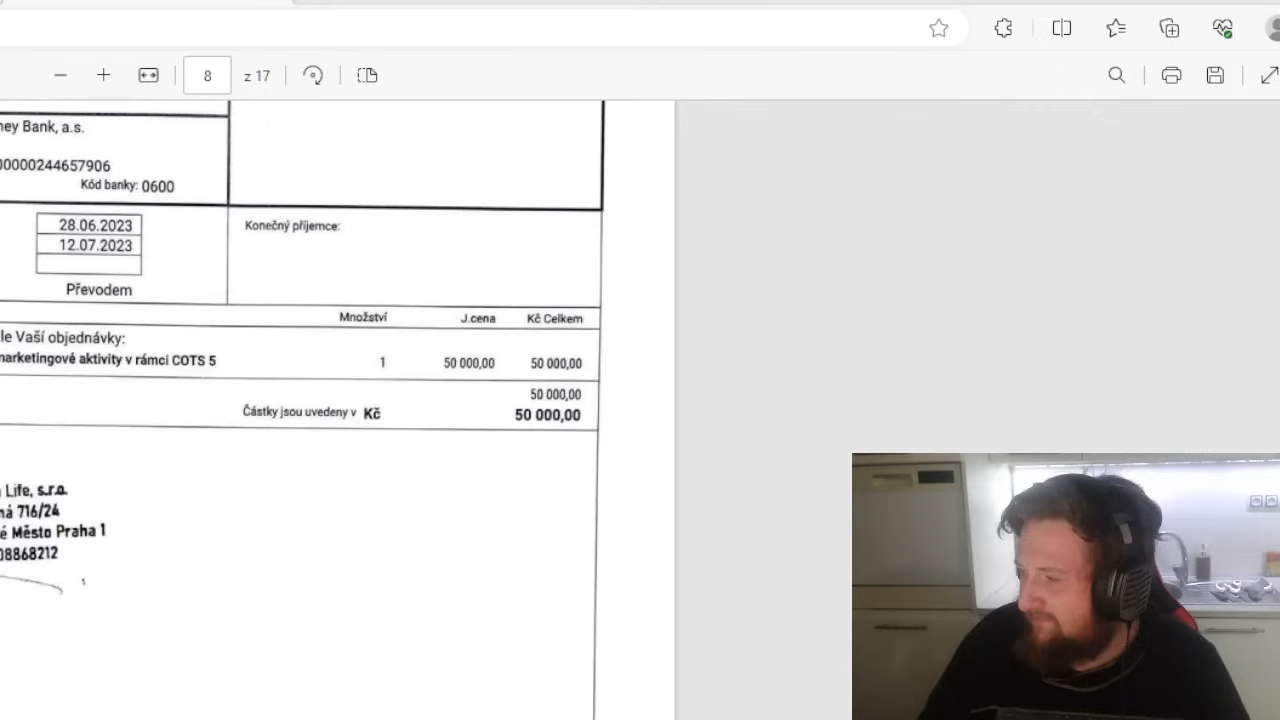 8 z 17
ney Bank, a.s.
00000244657906
Kód banky: 0600
28.06.2023
Konečný příjemce:
12.07.2023
Převodem
Množství J.cena Kč Celkem
le Vaší objednávky:
marketingové aktivity v rámci COTS 5 1 50 000,00 50 000,00
50 000,00
Částky jsou uvedeny v Kč 50 000,00
Life, s.r.o.
ná 716/24
é Město Praha 1
08868212